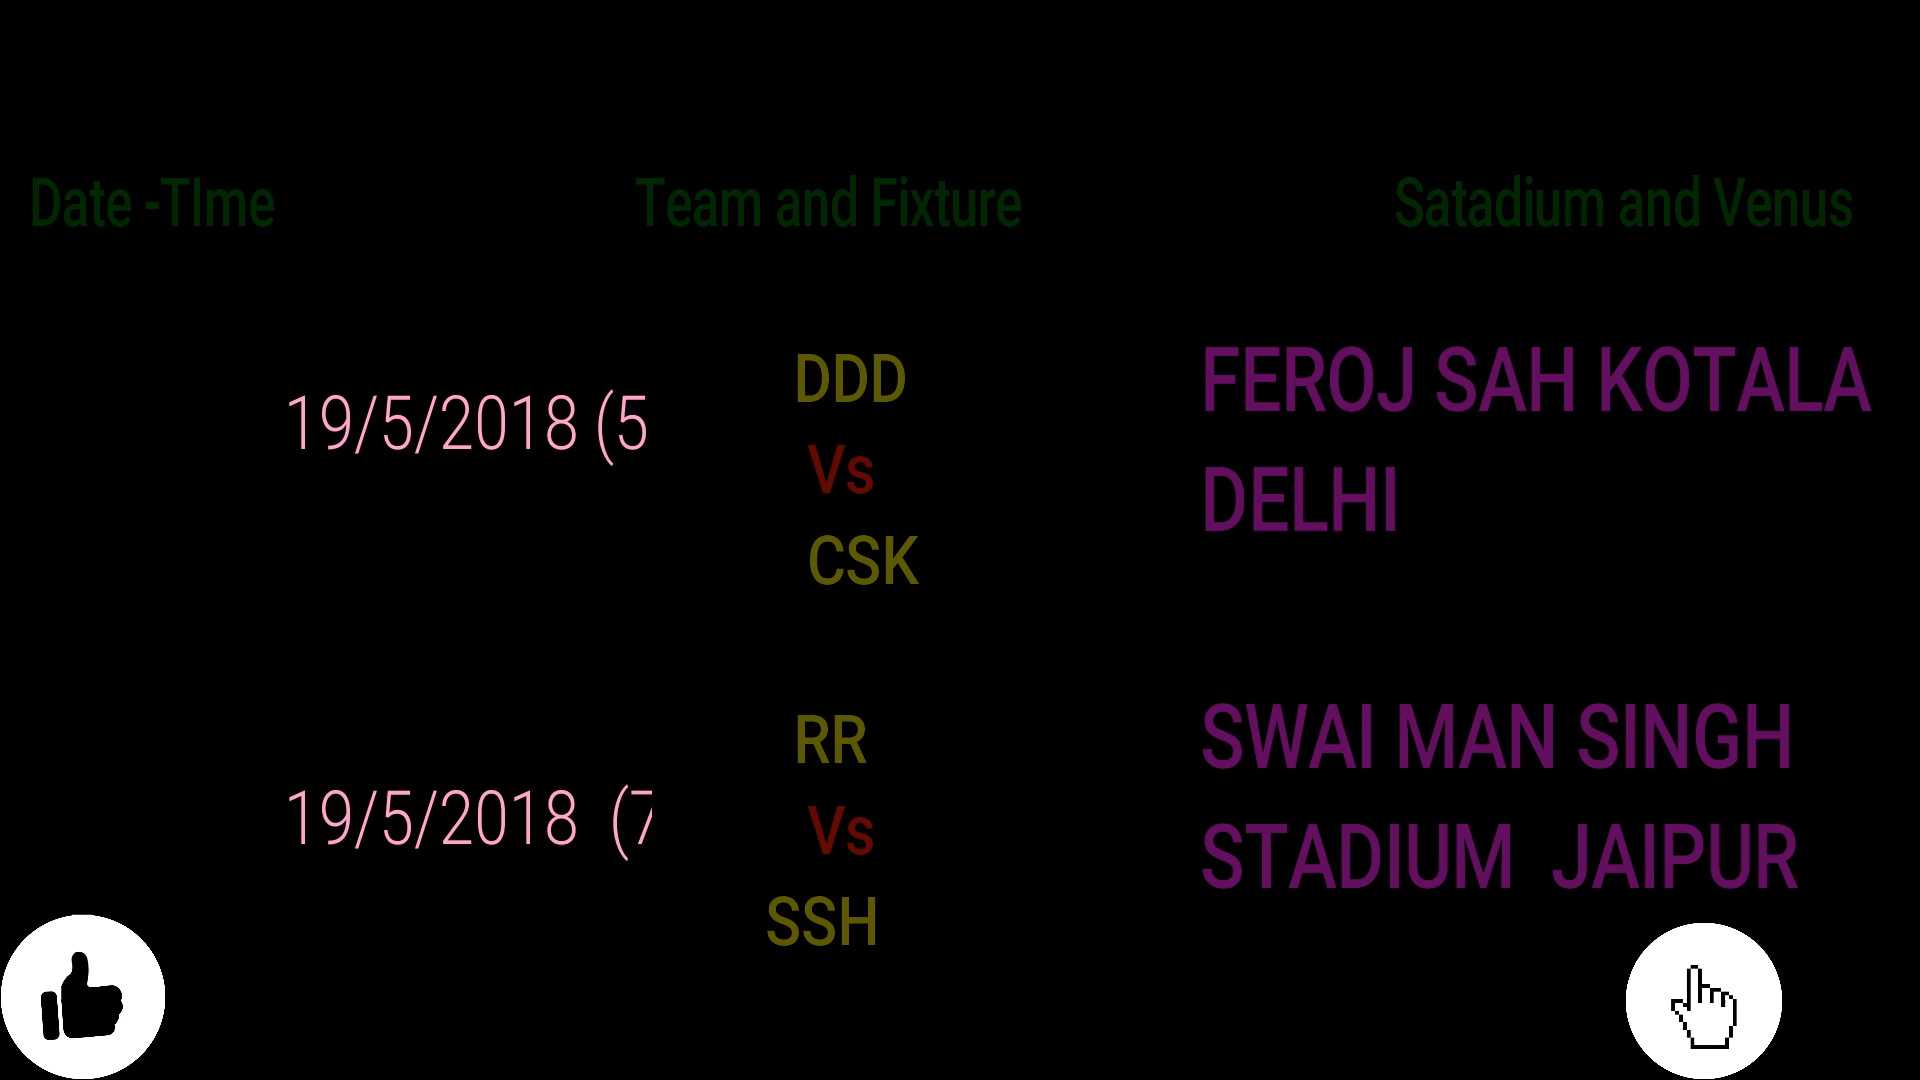 Date -TIme Team and Fixture Satadium and Venus
19/5/2018 (5
DDD
Vs
CSK
FEROJ SAH KOTALA
DELHI
19/5/2018 (7
RR
Vs
SSH
SWAI MAN SINGH
STADIUM JAIPUR